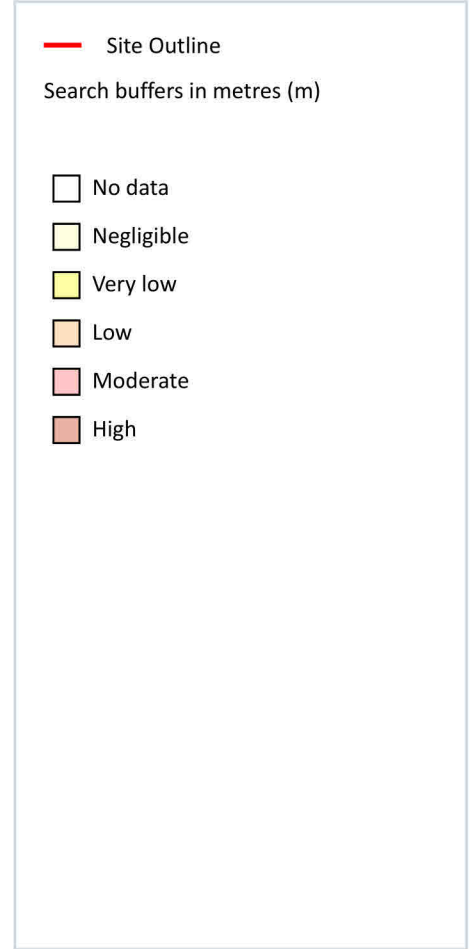 Site Outline
Search buffers in metres (m)
No data
Negligible
Very low
Low
Moderate
High